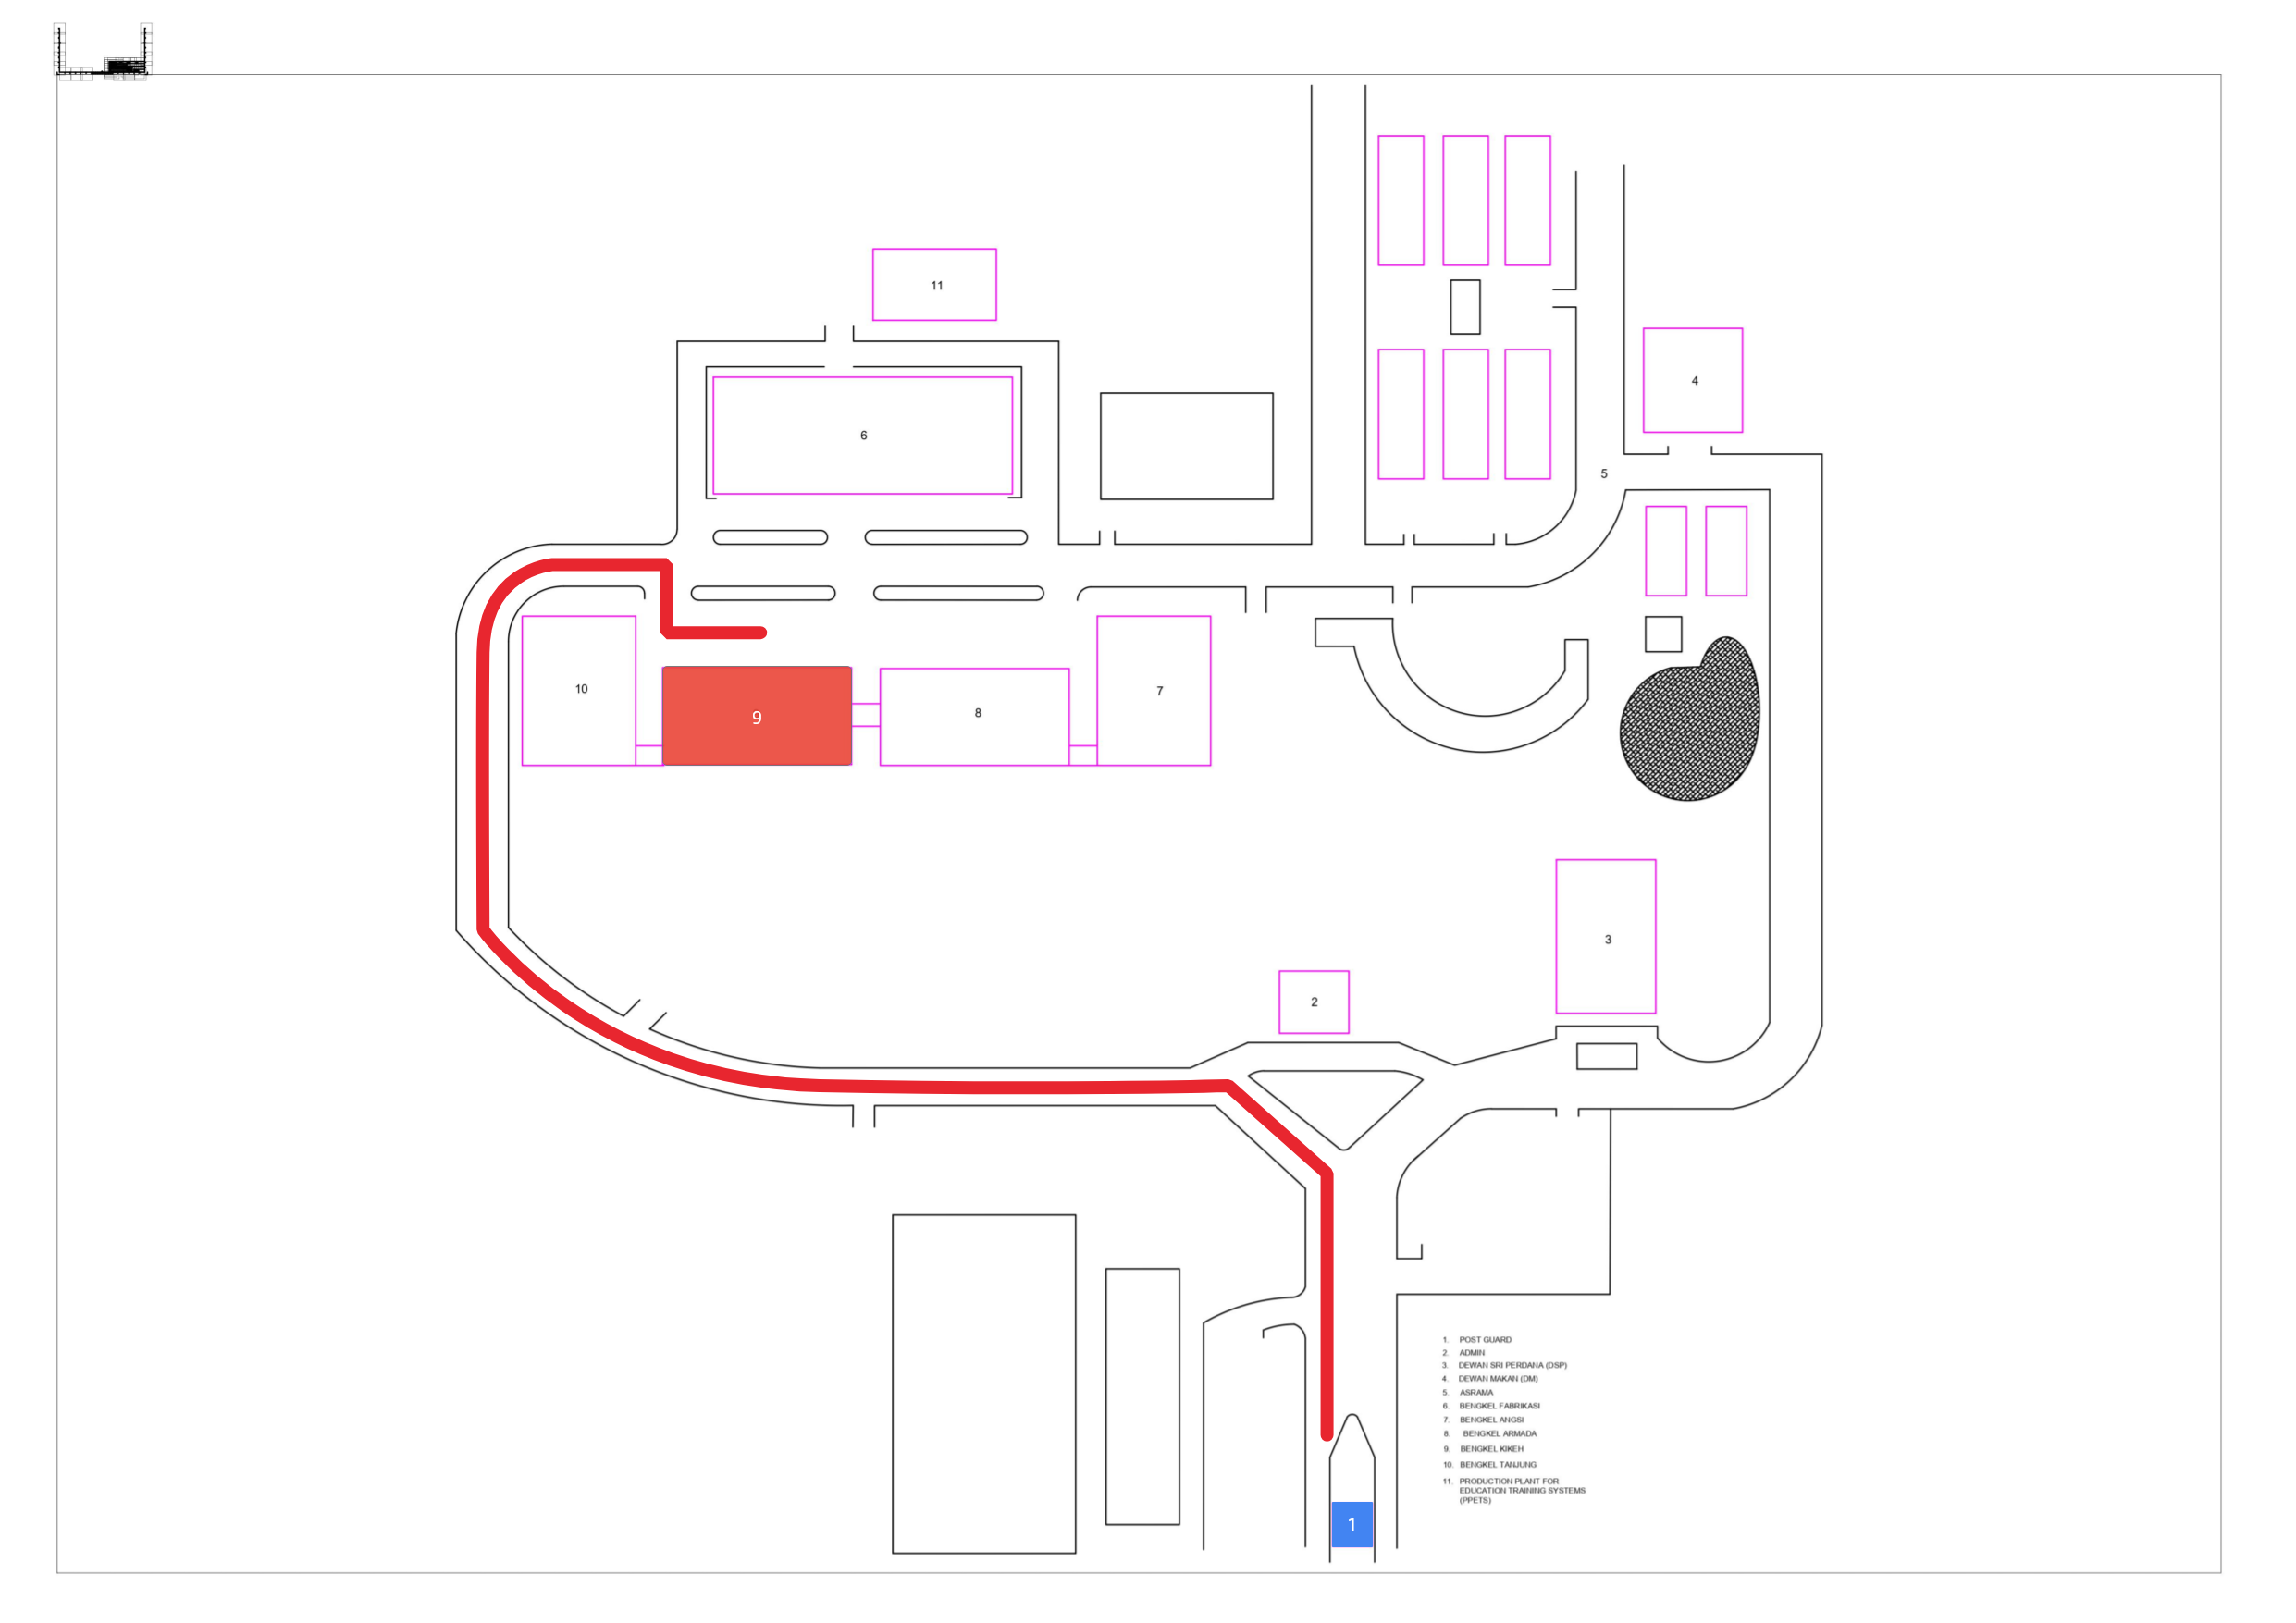 11
4
6
5
10
9
8
7
3
2
1. POST GUARD
2. ADMIN
3. DEWAN SRI PERDANA (DSP)
4. DEWAN MAKAN (DM)
5. ASRAMA
6. BENGKEL FABRIKASI
7. BENGKEL ANGSI
8. BENGKEL ARMADA
9. BENGKEL KIKEH
10. BENGKEL TANJUNG
11. PRODUCTION PLANT FOR
EDUCATION TRAINING SYSTEMS
(PPETS)
1